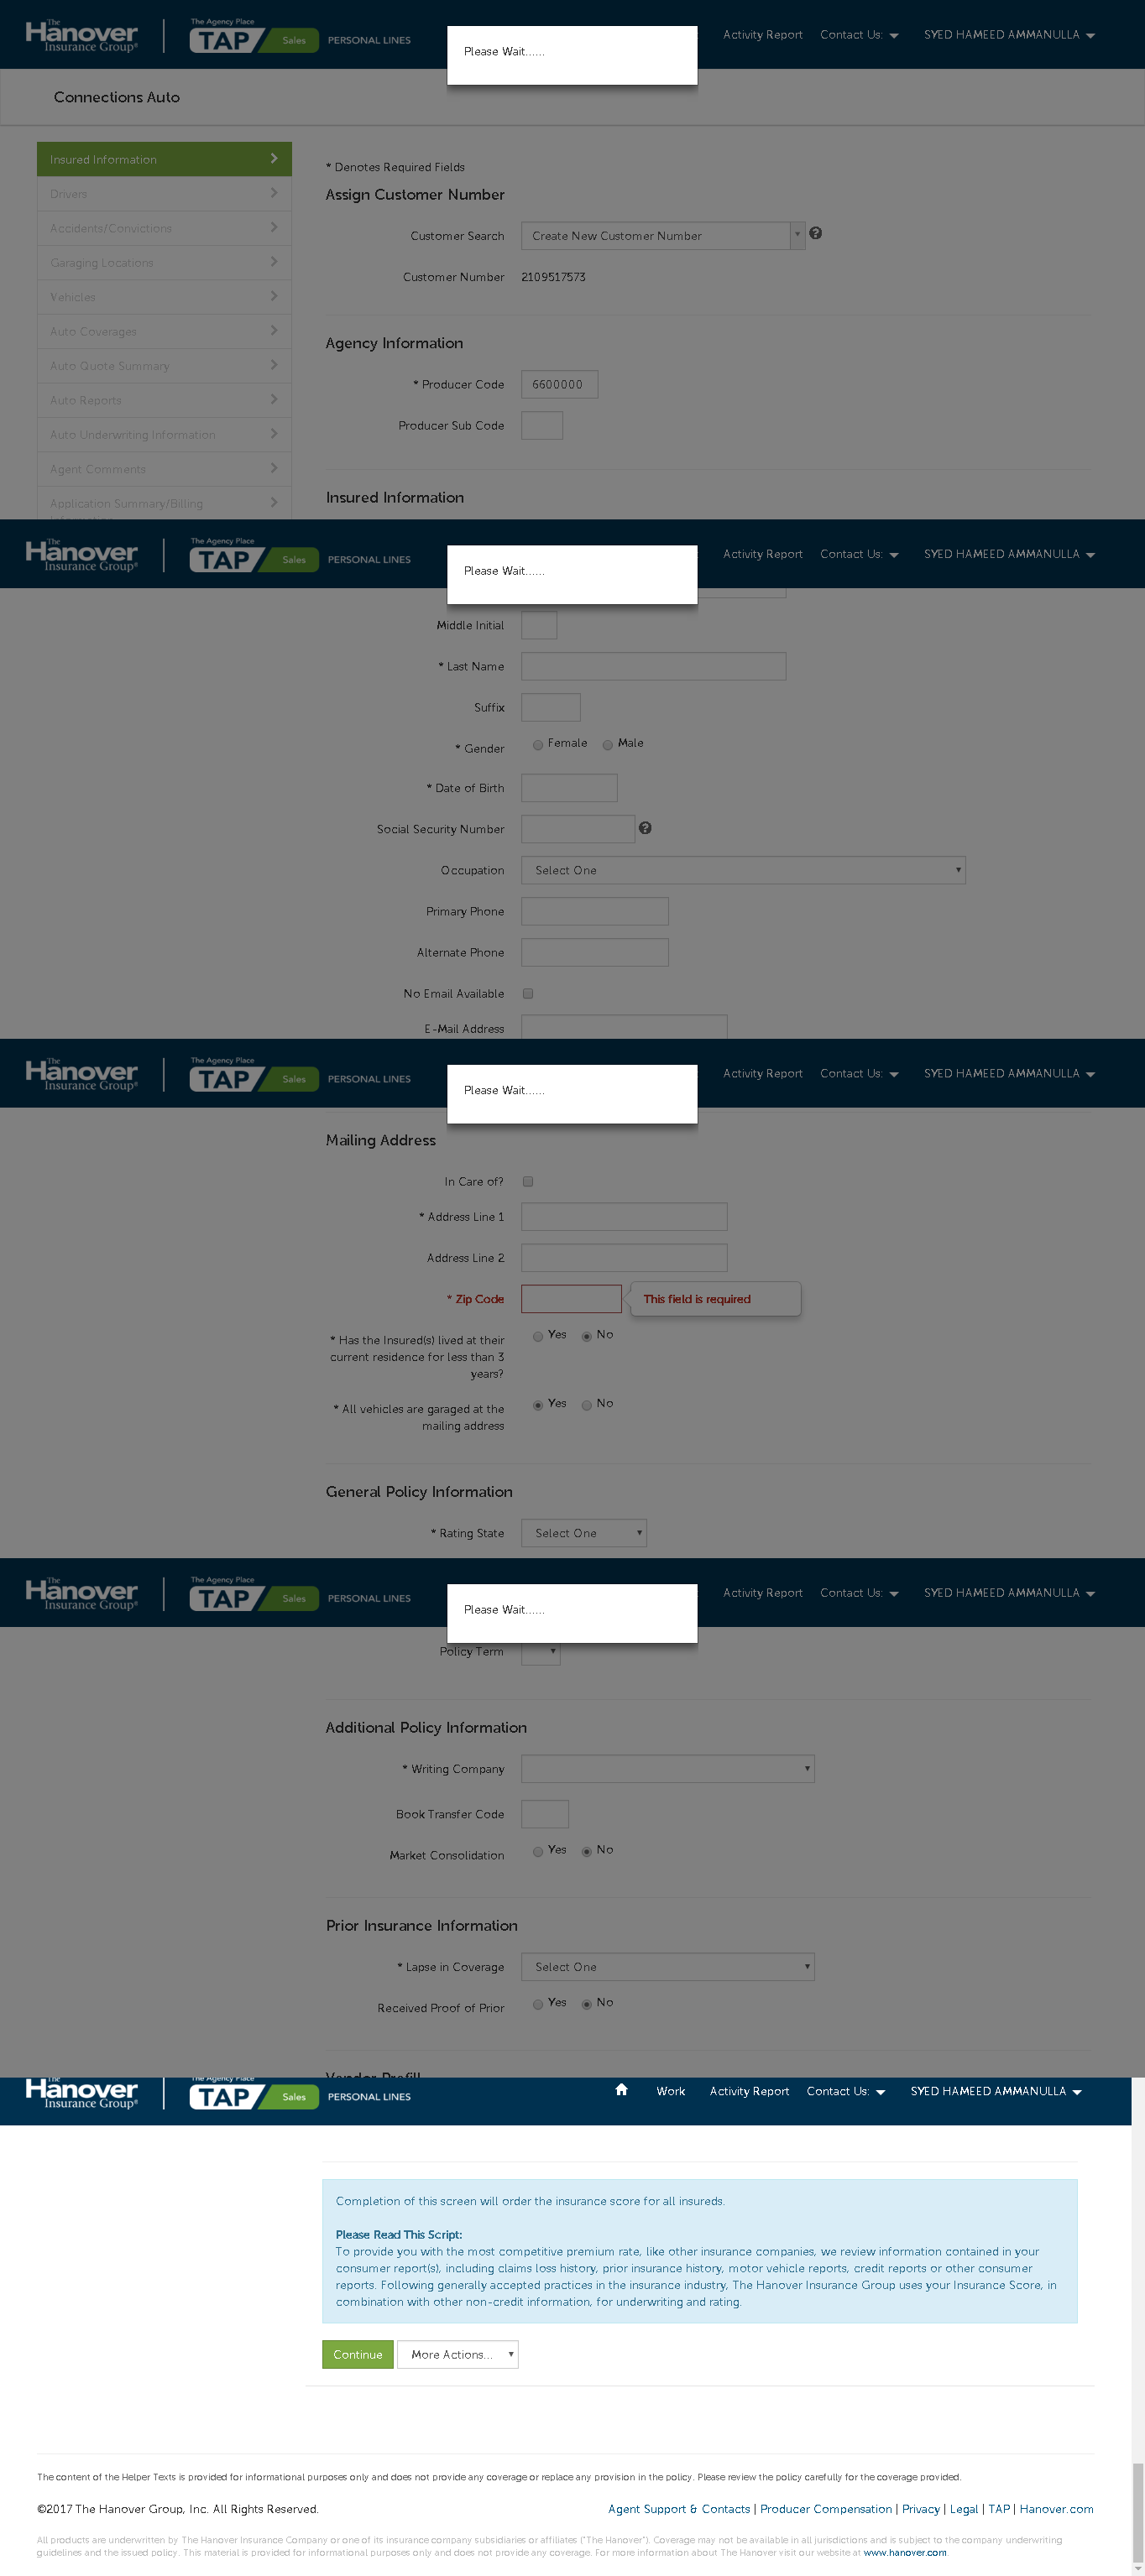 The Hanover Insurance Group®
The Agency Place
TAP Sales PERSONAL LINES
Please Wait......
Activity Report Contact Us: SYED HAMEED AMMANULLA
Connections Auto
Insured Information
Drivers
Accidents/Convictions
Garaging Locations
Vehicles
Auto Coverages
Auto Quote Summary
Auto Reports
Auto Underwriting Information
Agent Comments
Application Summary/Billing
* Denotes Required Fields
Assign Customer Number
Customer Search Create New Customer Number
Customer Number 2109517573
Agency Information
* Producer Code 6600000
Producer Sub Code
Insured Information
The Hanover Insurance Group®
The Agency Place
TAP Sales PERSONAL LINES
Please Wait......
Activity Report Contact Us: SYED HAMEED AMMANULLA
Middle Initial
* Last Name
Suffix
* Gender Female Male
* Date of Birth
Social Security Number
Occupation Select One
Primary Phone
Alternate Phone
No Email Available
E-Mail Address
The Hanover Insurance Group®
The Agency Place
TAP Sales PERSONAL LINES
Please Wait......
Activity Report Contact Us: SYED HAMEED AMMANULLA
Mailing Address
In Care of?
* Address Line 1
Address Line 2
* Zip Code This field is required
* Has the Insured(s) lived at their Yes No
current residence for less than 3
years?
* All vehicles are garaged at the Yes No
mailing address
General Policy Information
* Rating State Select One
The Hanover Insurance Group®
The Agency Place
TAP Sales PERSONAL LINES
Please Wait......
Activity Report Contact Us: SYED HAMEED AMMANULLA
Policy Term
Additional Policy Information
* Writing Company
Book Transfer Code
Market Consolidation Yes No
Prior Insurance Information
* Lapse in Coverage Select One
Received Proof of Prior Yes No
Vendor Prefill
Hanover Insurance Group®
The Agency Place
TAP Sales PERSONAL LINES
Work Activity Report Contact Us: SYED HAMEED AMMANULLA
Completion of this screen will order the insurance score for all insureds.
Please Read This Script:
To provide you with the most competitive premium rate, like other insurance companies, we review information contained in your
consumer report(s), including claims loss history, prior insurance history, motor vehicle reports, credit reports or other consumer
reports. Following generally accepted practices in the insurance industry, The Hanover Insurance Group uses your Insurance Score, in
combination with other non-credit information, for underwriting and rating.
Continue More Actions...
The content of the Helper Texts is provided for informational purposes only and does not provide any coverage or replace any provision in the policy. Please review the policy carefully for the coverage provided.
©2017 The Hanover Group, Inc. All Rights Reserved.
Agent Support & Contacts | Producer Compensation | Privacy | Legal | TAP | Hanover.com
All products are underwritten by The Hanover Insurance Company or one of its insurance company subsidiaries or affiliates ("The Hanover"). Coverage may not be available in all jurisdictions and is subject to the company underwriting
guidelines and the issued policy. This material is provided for informational purposes only and does not provide any coverage. For more information about The Hanover visit our website at www.hanover.com